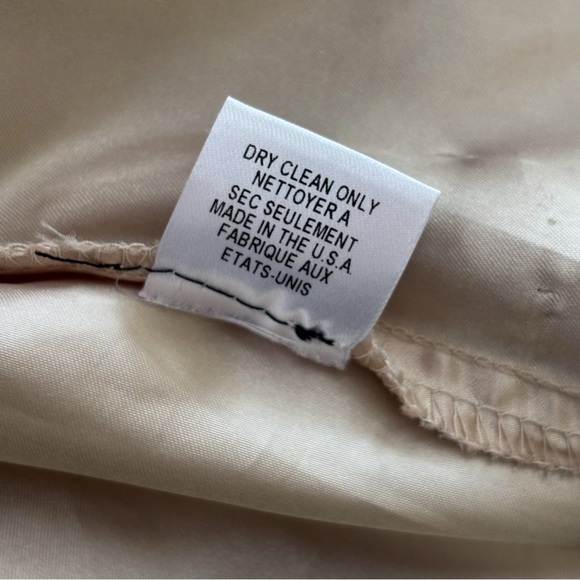 DRY CLEAN ONLY
NETTOYER A
SEC SEULEMENT
MADE IN THE U.S.A
FABRIQUE AUX
ETATS-UNIS